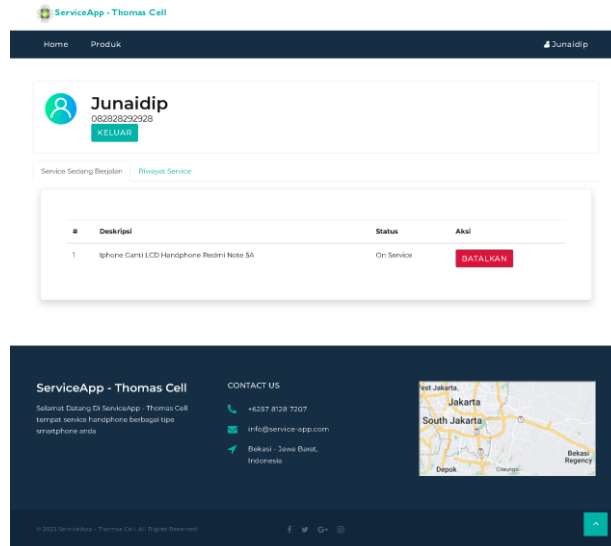 ServiceApp - Thomas Cell
Home Produk Junaidip
Junaidip
082828292928
KELUAR
Service Sedang Berjalan Riwayat Service
# Deskripsi Status Aksi
1 Iphone Ganti LCD Handphone Redmi Note 5A On Service BATALKAN
ServiceApp - Thomas Cell
Selamat Datang Di ServiceApp - Thomas Cell
tempat service handphone berbagai tipe
smartphone anda
CONTACT US
+6257 8128 7207
info@service-app.com
Bekasi - Jawa Barat,
Indonesia
West Jakarta
Jakarta
South Jakarta
Bekasi
Regency
Depok
Cileungsi
© 2022 ServiceApp - Thomas Cell. All Rights Reserved